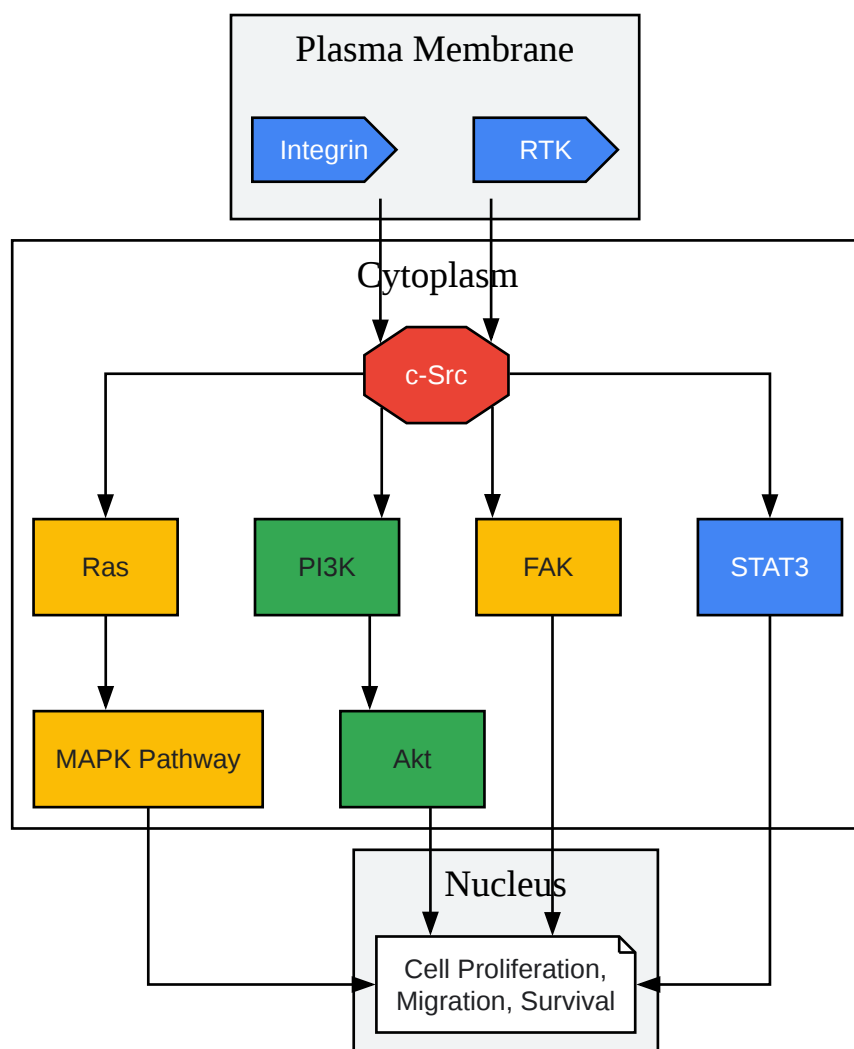 Plasma Membrane
Integrin
RTK
Cytoplasm
c-Src
Ras
PI3K
FAK
STAT3
MAPK Pathway
Akt
Nucleus
Cell Proliferation,
Migration, Survival